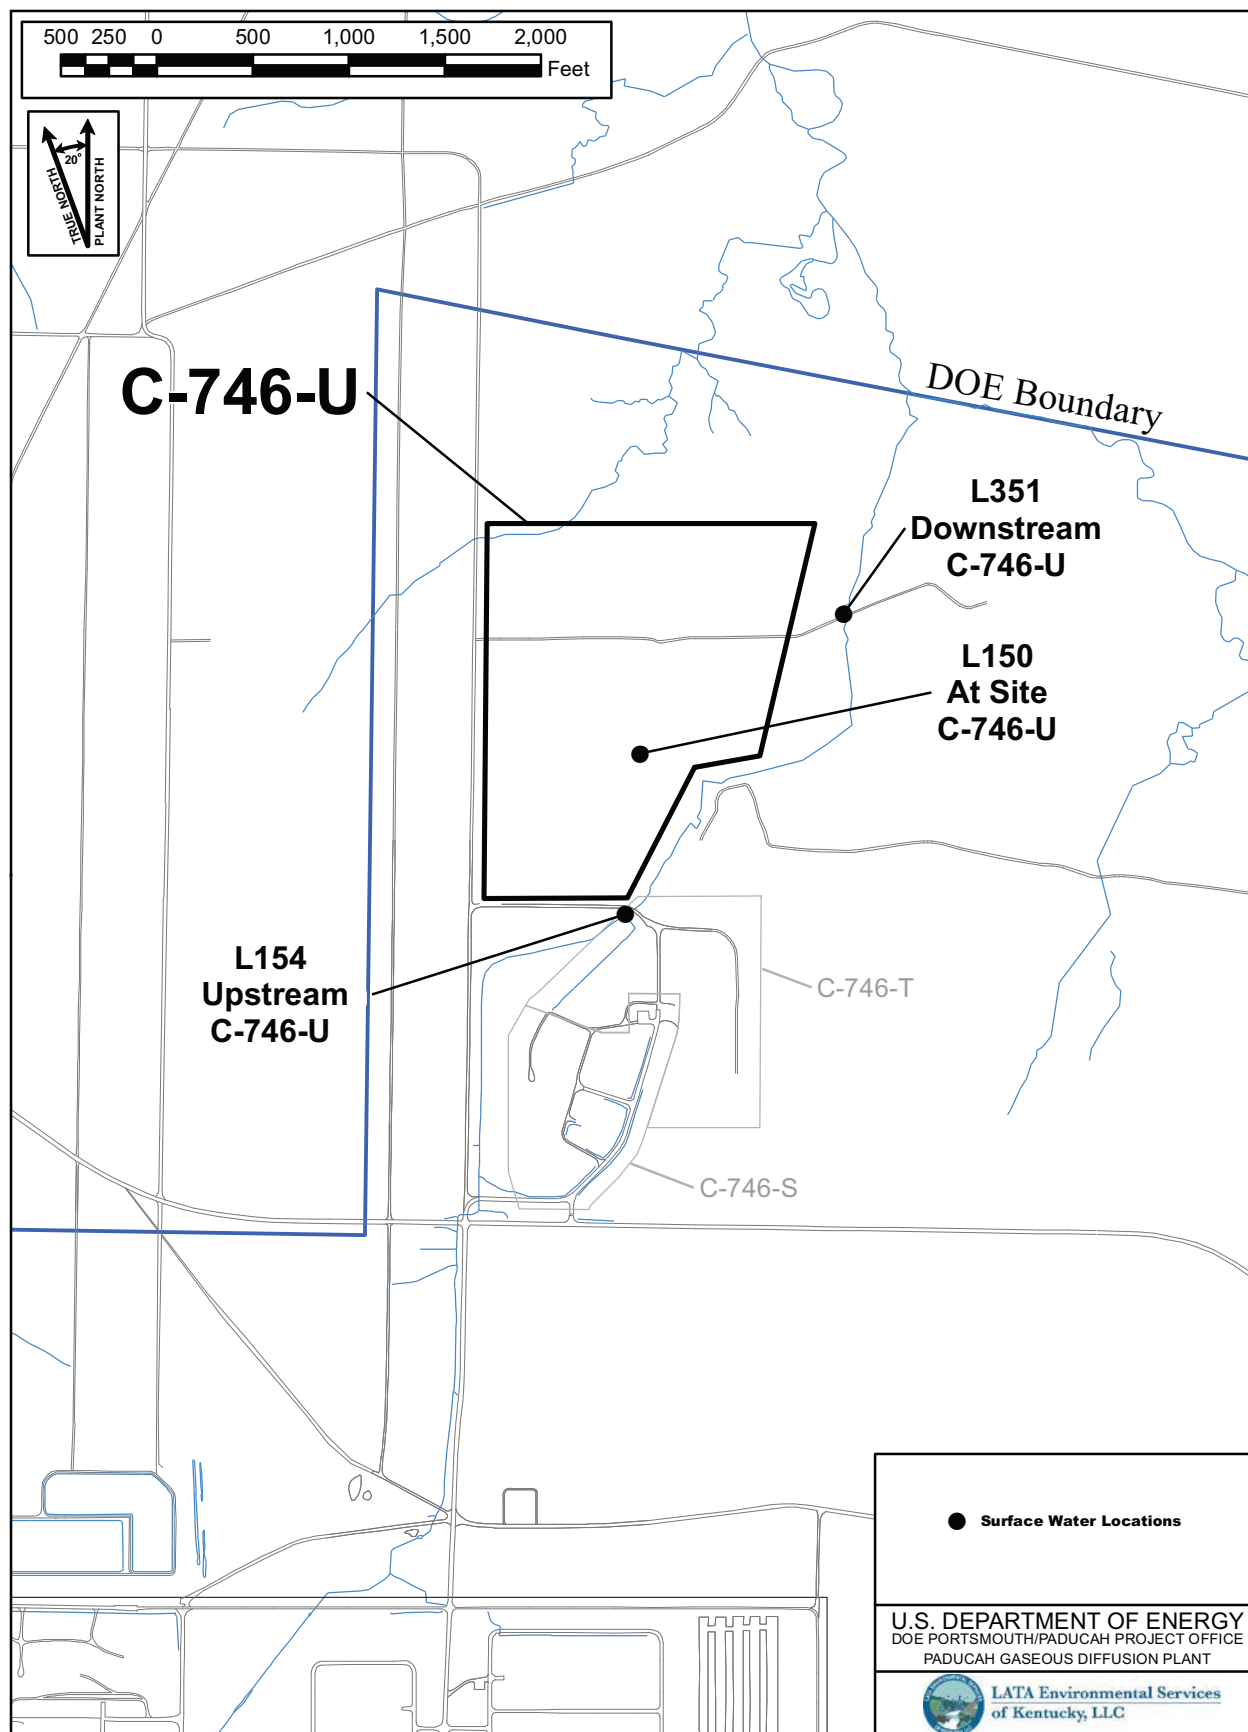 500 250 0 500 1,000 1,500 2,000
Feet
20°
TRUE NORTH
PLANT NORTH
C-746-U
DOE Boundary
L351
Downstream
C-746-U
L150
At Site
C-746-U
L154
Upstream
C-746-U
C-746-T
C-746-S
Surface Water Locations
U.S. DEPARTMENT OF ENERGY
DOE PORTSMOUTH/PADUCAH PROJECT OFFICE
PADUCAH GASEOUS DIFFUSION PLANT
LATA Environmental Services
of Kentucky, LLC